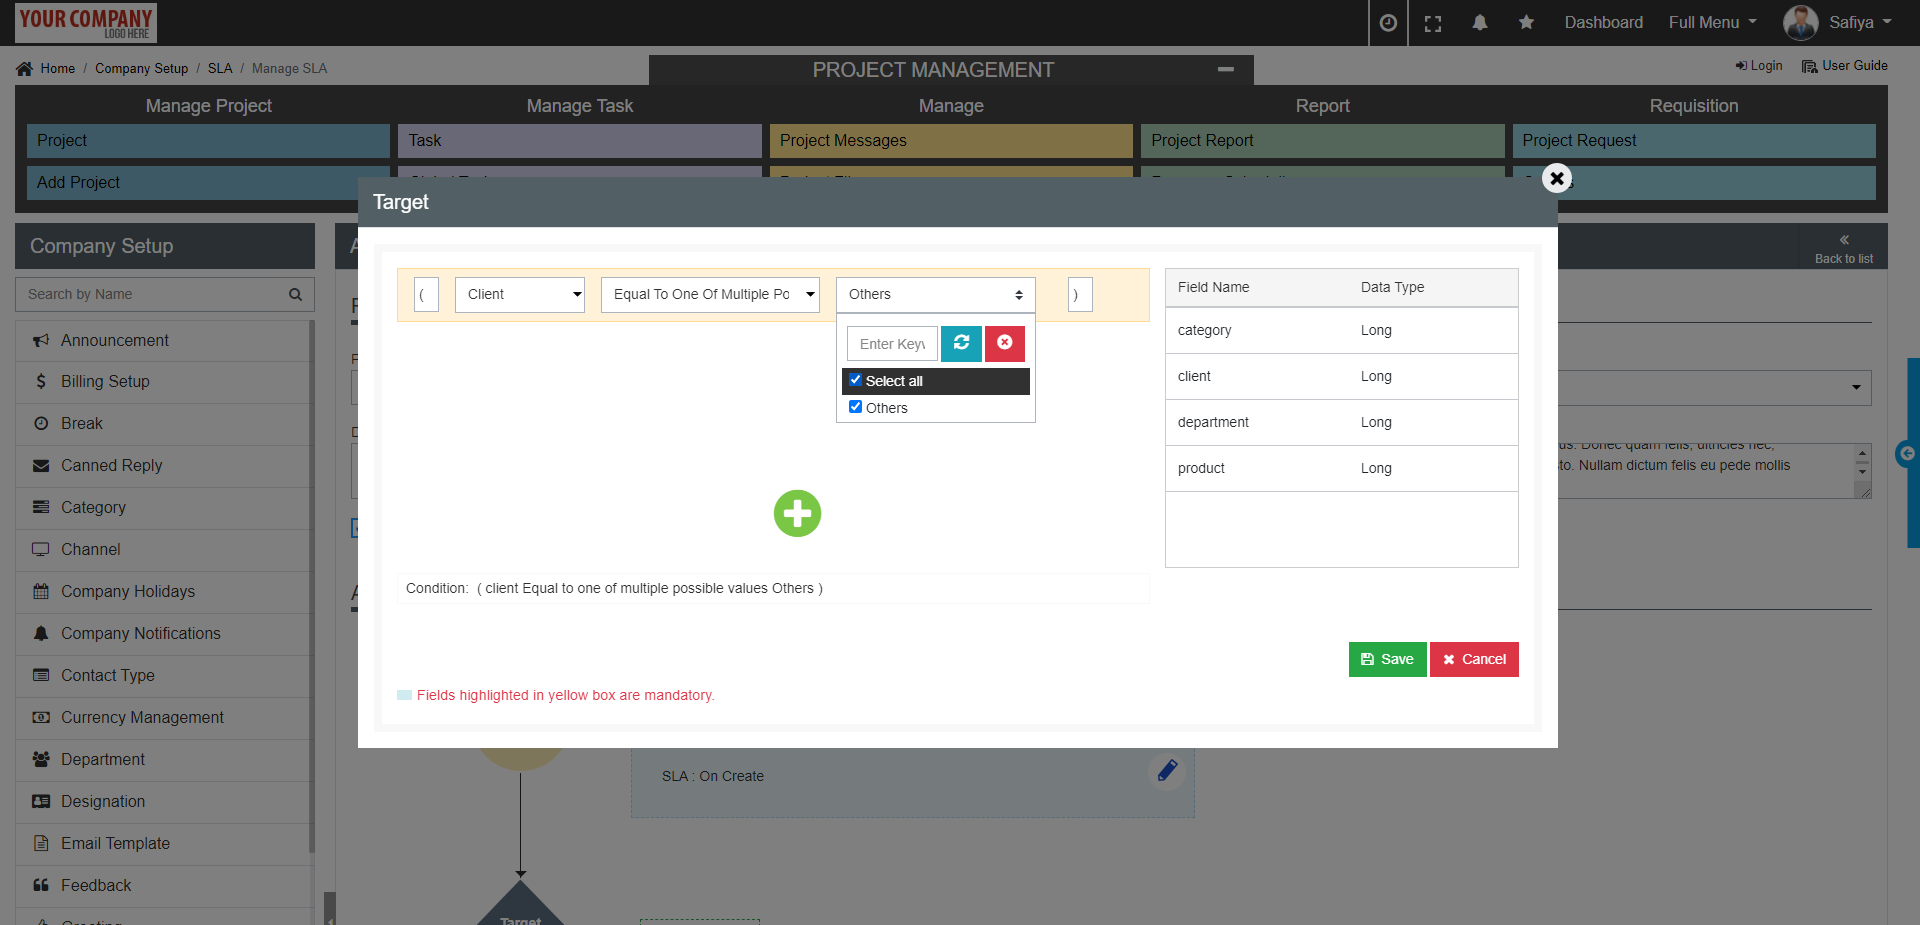 YOUR COMPANY
LOGO HERE
Dashboard
Full Menu
Safiya
Home / Company Setup / SLA / Manage SLA
PROJECT MANAGEMENT
Login
User Guide
Manage Project
Manage Task
Manage
Report
Requisition
Project
Task
Project Messages
Project Report
Project Request
Add Project
Target
Company Setup
Back to list
Search by Name
Announcement
Billing Setup
Break
Canned Reply
Category
Channel
Company Holidays
Company Notifications
Contact Type
Currency Management
Department
Designation
Email Template
Feedback
( Client Equal To One Of Multiple Po Others )
Enter Keyv
Select all
Others
Field Name Data Type
category Long
client Long
department Long
product Long
Donec quam felis, ultricies nec,
Nullam dictum felis eu pede mollis
Condition: ( client Equal to one of multiple possible values Others )
Save
Cancel
Fields highlighted in yellow box are mandatory.
SLA : On Create
Target